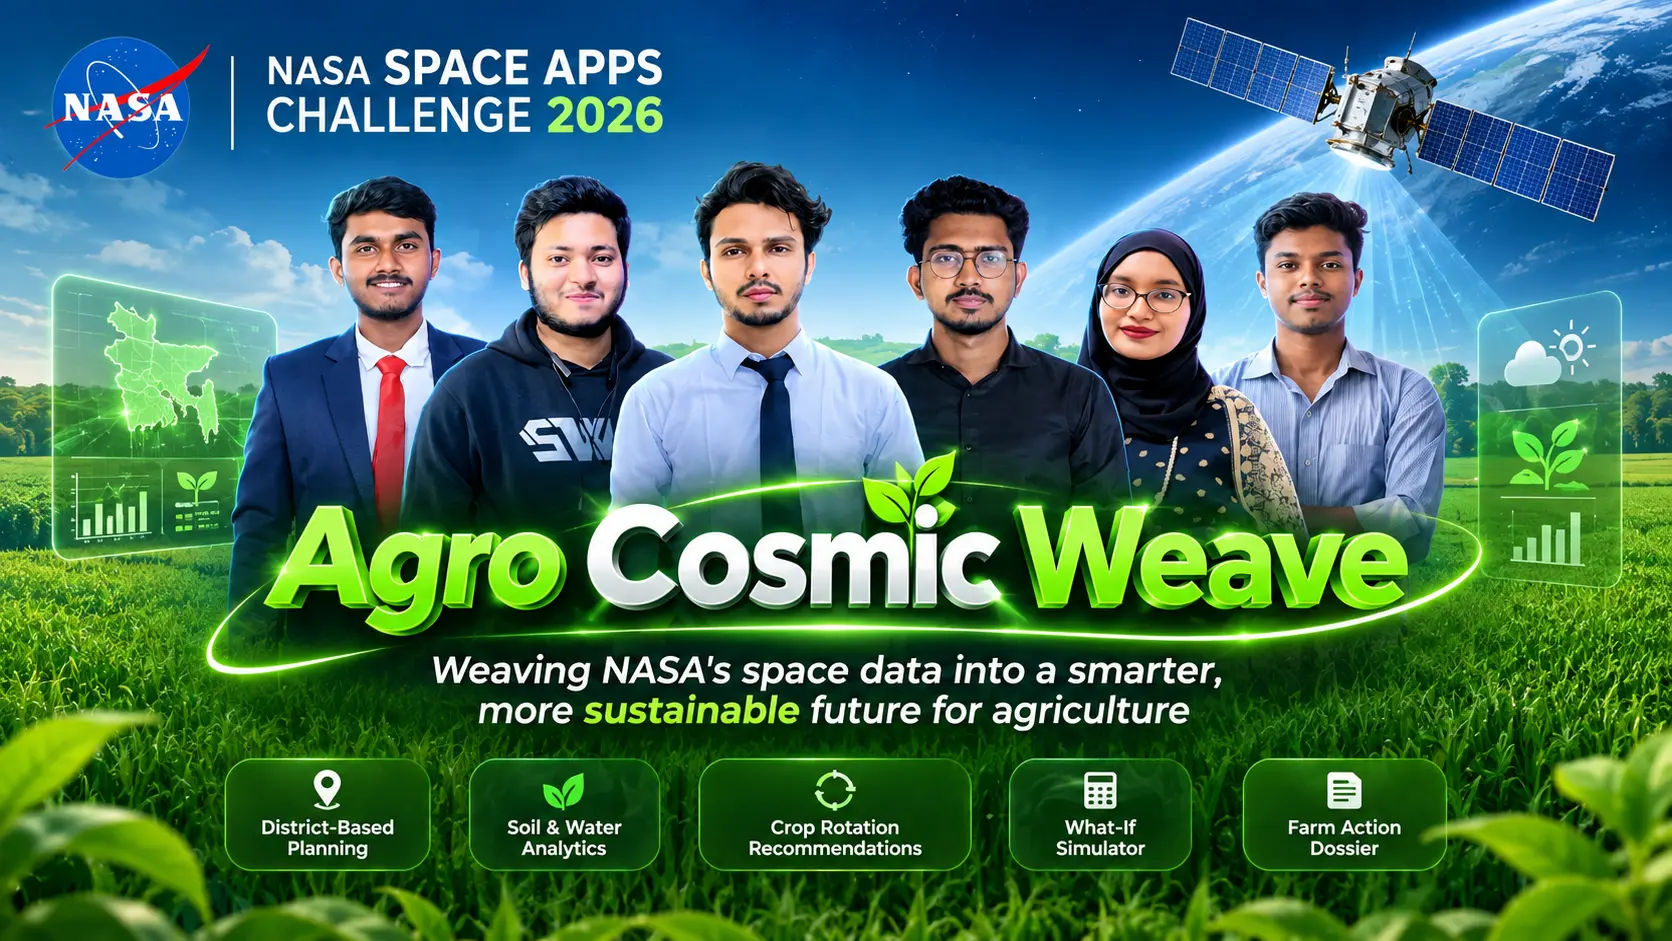 NASA
NASA SPACE APPS
CHALLENGE 2026
Agro Cosmic Weave
Weaving NASA's space data into a smarter,
more sustainable future for agriculture
District-Based
Planning
Soil & Water
Analytics
Crop Rotation
Recommendations
What-If
Simulator
Farm Action
Dossier